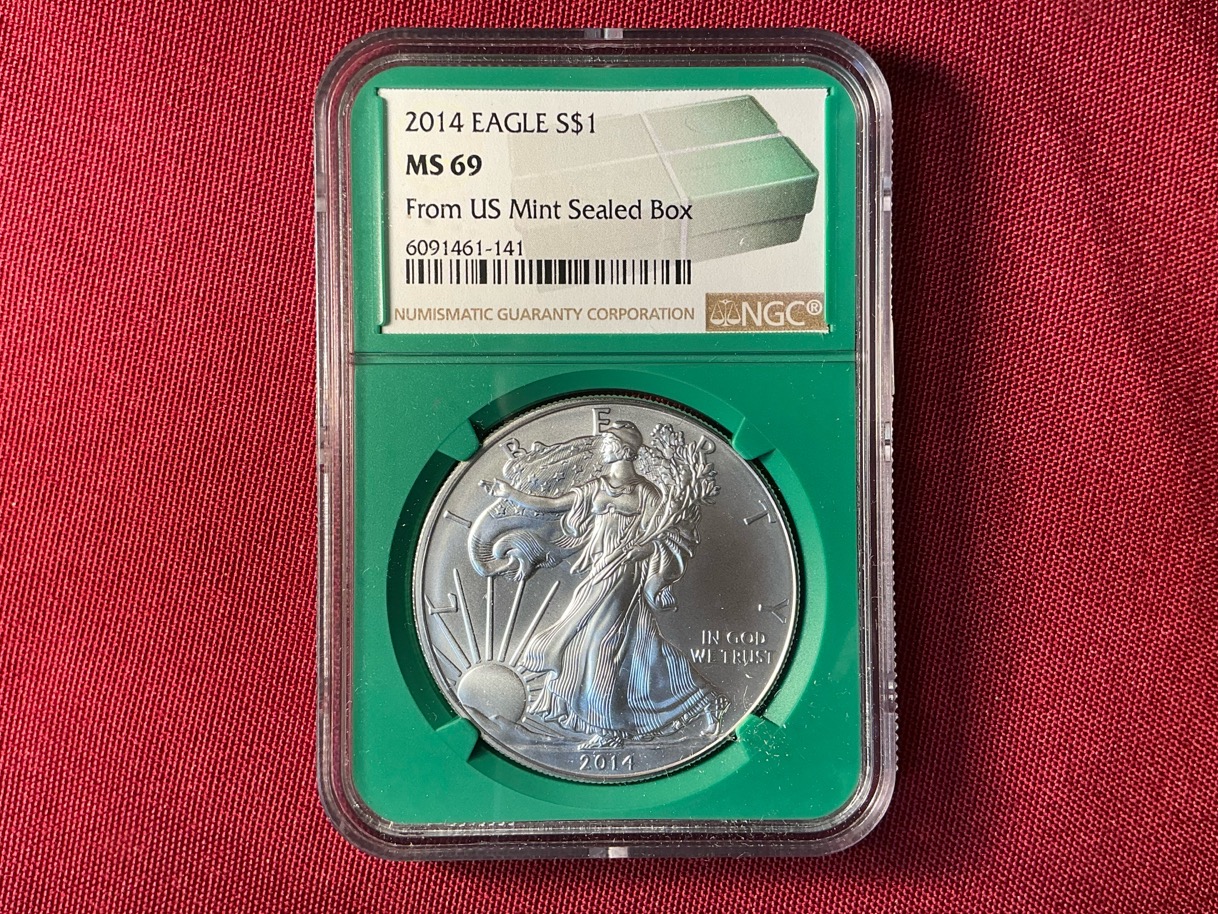 2014 EAGLE S$1
MS 69
From US Mint Sealed Box
6091461-141
NUMISMATIC GUARANTY CORPORATION NGC®
LIBERTY
IN GOD
WE TRUST
2014